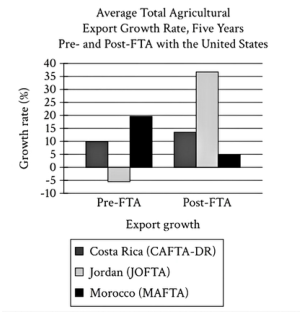 Average Total Agricultural
Export Growth Rate, Five Years
Pre- and Post-FTA with the United States
Growth rate (%)
40
35
30
25
20
15
10
5
0
-5
-10
Pre-FTA Post-FTA
Export growth
Costa Rica (CAFTA-DR)
Jordan (JOFTA)
Morocco (MAFTA)